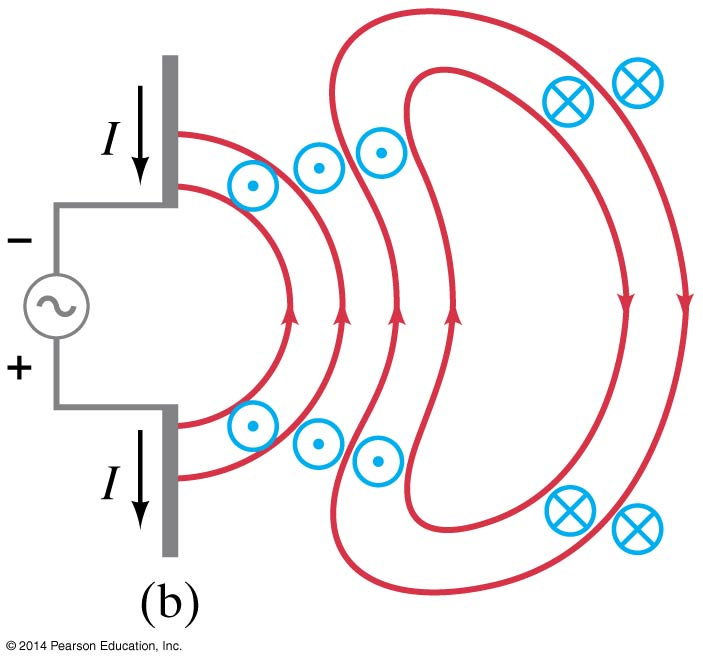 I
−
+
I
(b)
© 2014 Pearson Education, Inc.